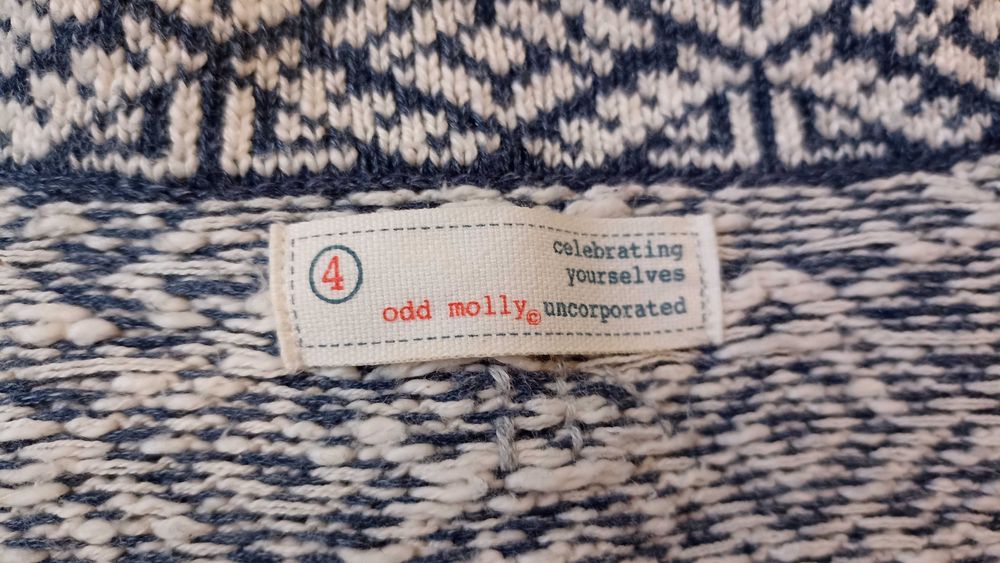 4
celebrating
yourselves
odd molly© uncorporated